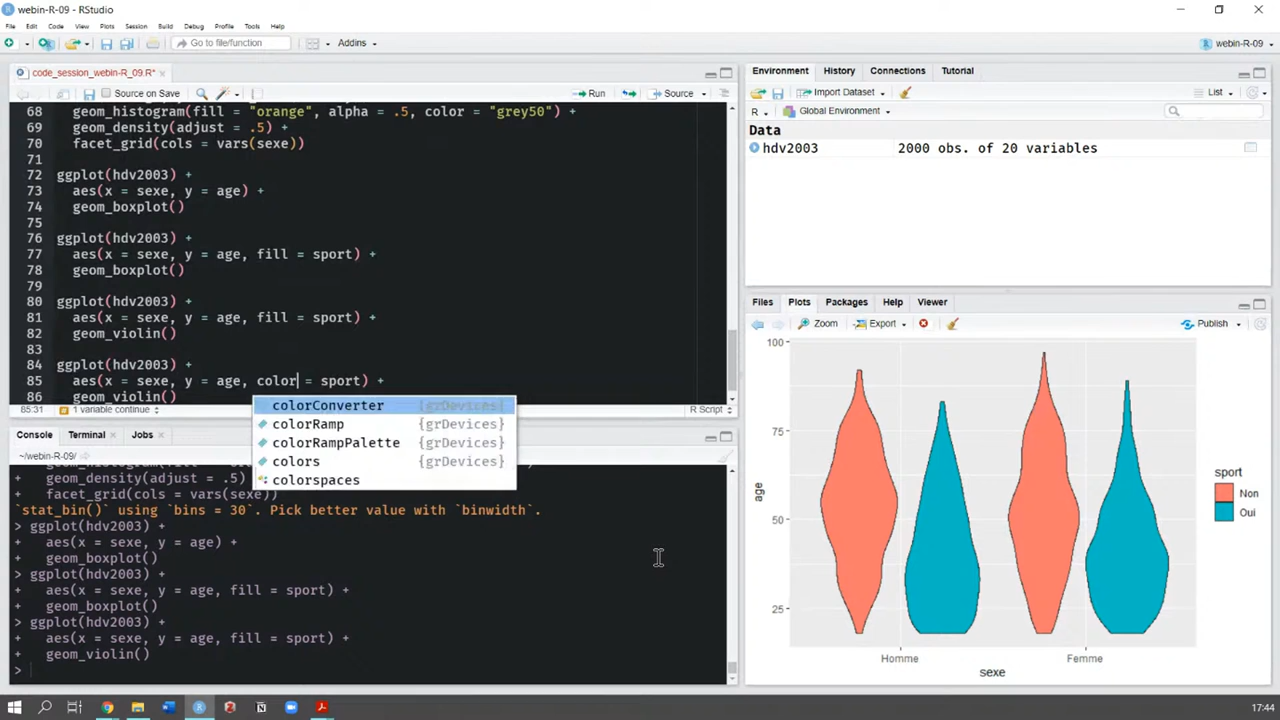 webin-R-09 - RStudio
File Edit Code View Plots Session Build Debug Profile Tools Help
Go to file/function Addins webin-R-09
code_session_webin-R_09.R*
Source on Save Run Source
68 geom_histogram(fill = "orange", alpha = .5, color = "grey50") +
69 geom_density(adjust = .5) +
70 facet_grid(cols = vars(sexe))
71
72 ggplot(hdv2003) +
73 aes(x = sexe, y = age) +
74 geom_boxplot()
75
76 ggplot(hdv2003) +
77 aes(x = sexe, y = age, fill = sport) +
78 geom_boxplot()
79
80 ggplot(hdv2003) +
81 aes(x = sexe, y = age, fill = sport) +
82 geom_violin()
83
84 ggplot(hdv2003) +
85 aes(x = sexe, y = age, color = sport) +
86 geom_violin()
85:31 1 variable continue R Script
colorConverter {grDevices}
colorRamp {grDevices}
colorRampPalette {grDevices}
colors {grDevices}
colorspaces
Console Terminal Jobs
~/webin-R-09/
+ geom_density(adjust = .5) +
+ facet_grid(cols = vars(sexe))
`stat_bin()` using `bins = 30`. Pick better value with `binwidth`.
> ggplot(hdv2003) +
+ aes(x = sexe, y = age) +
+ geom_boxplot()
> ggplot(hdv2003) +
+ aes(x = sexe, y = age, fill = sport) +
+ geom_boxplot()
> ggplot(hdv2003) +
+ aes(x = sexe, y = age, fill = sport) +
+ geom_violin()
>
Environment History Connections Tutorial
Import Dataset List
R Global Environment
Data
hdv2003 2000 obs. of 20 variables
Files Plots Packages Help Viewer
Zoom Export Publish
100
75
50
25
age
Homme Femme
sexe
sport
Non
Oui
17:44